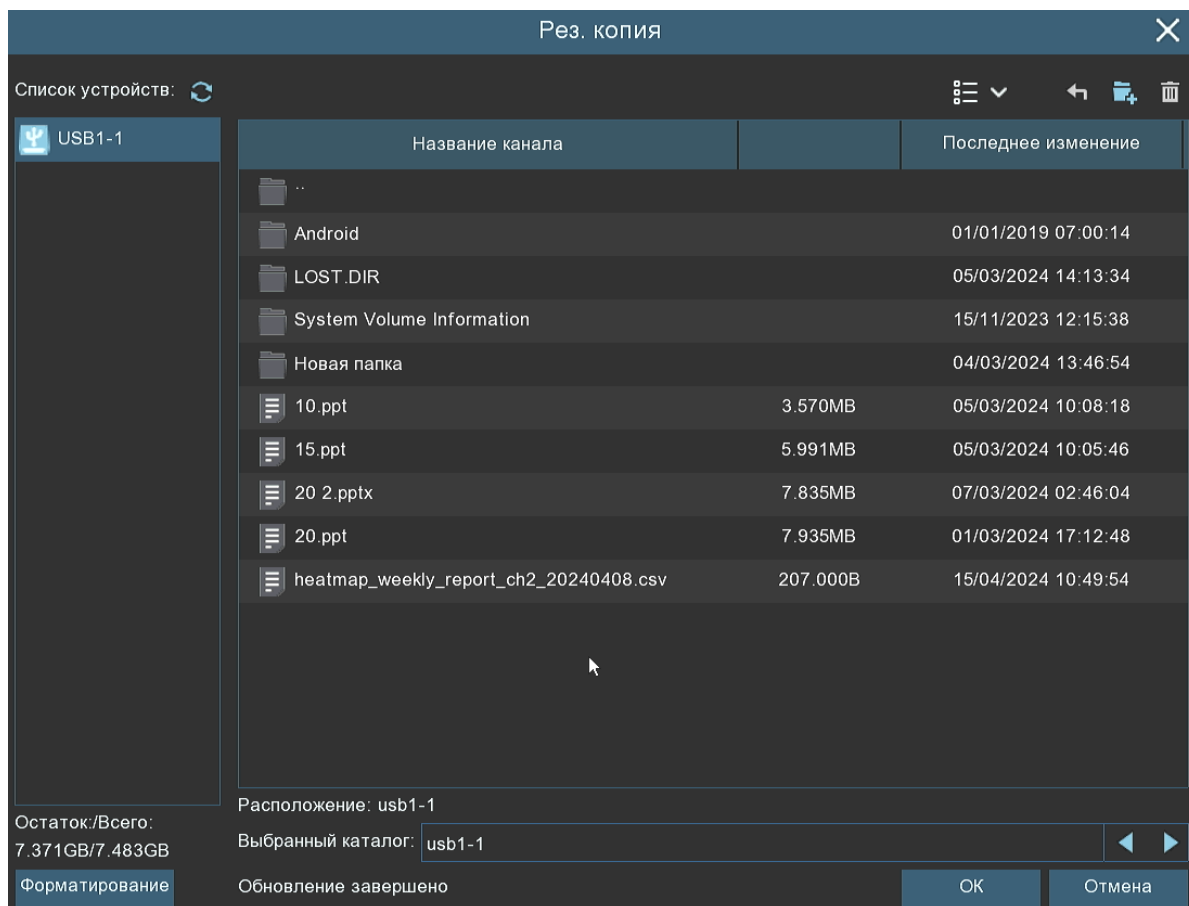 Рез. копия
Список устройств:
USB1-1
Название канала Последнее изменение
..
Android 01/01/2019 07:00:14
LOST.DIR 05/03/2024 14:13:34
System Volume Information 15/11/2023 12:15:38
Новая папка 04/03/2024 13:46:54
10.ppt 3.570MB 05/03/2024 10:08:18
15.ppt 5.991MB 05/03/2024 10:05:46
20 2.pptx 7.835MB 07/03/2024 02:46:04
20.ppt 7.935MB 01/03/2024 17:12:48
heatmap_weekly_report_ch2_20240408.csv 207.000B 15/04/2024 10:49:54
Расположение: usb1-1
Остаток:/Всего:
7.371GB/7.483GB
Выбранный каталог: usb1-1
Форматирование Обновление завершено ОК Отмена